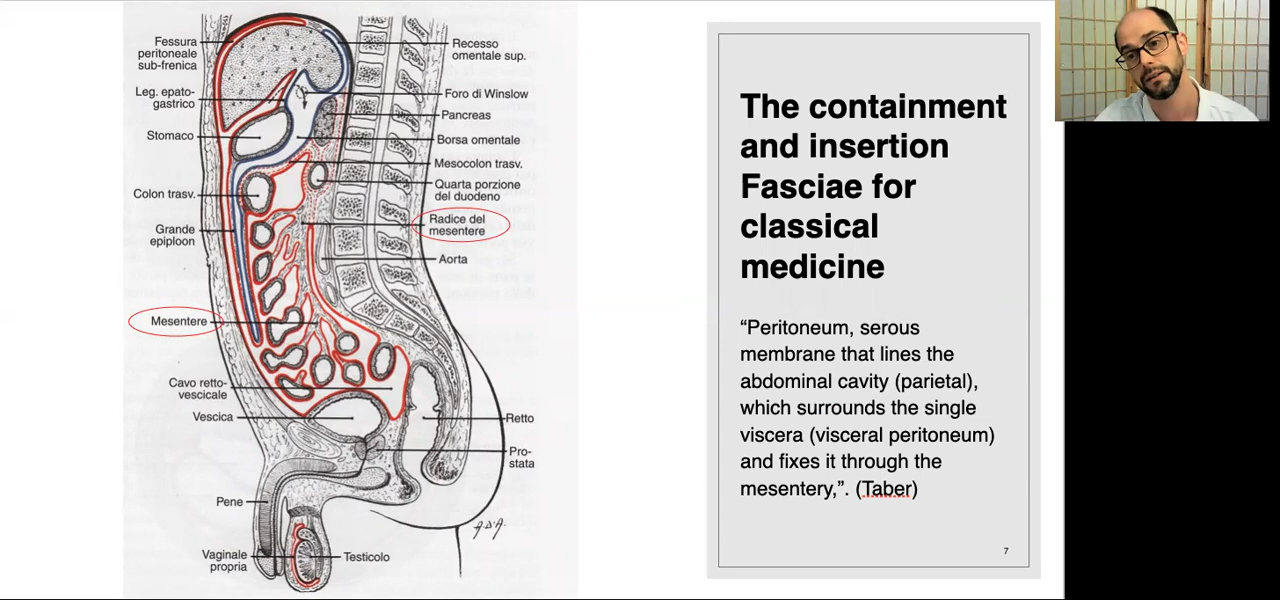 Fessura
peritoneale
sub-frenica
Leg. epato-
gastrico
Stomaco
Colon trasv.
Grande
epiploon
Mesentere
Cavo retto-
vescicale
Vescica
Pene
Vaginale
propria
Recesso
omentale sup.
Foro di Winslow
Pancreas
Borsa omentale
Mesocolon trasv.
Quarta porzione
del duodeno
Radice del
mesentere
Aorta
Retto
Pro-
stata
Testicolo
A.D'A.
The containment
and insertion
Fasciae for
classical
medicine
“Peritoneum, serous
membrane that lines the
abdominal cavity (parietal),
which surrounds the single
viscera (visceral peritoneum)
and fixes it through the
mesentery,”. (Taber)
7